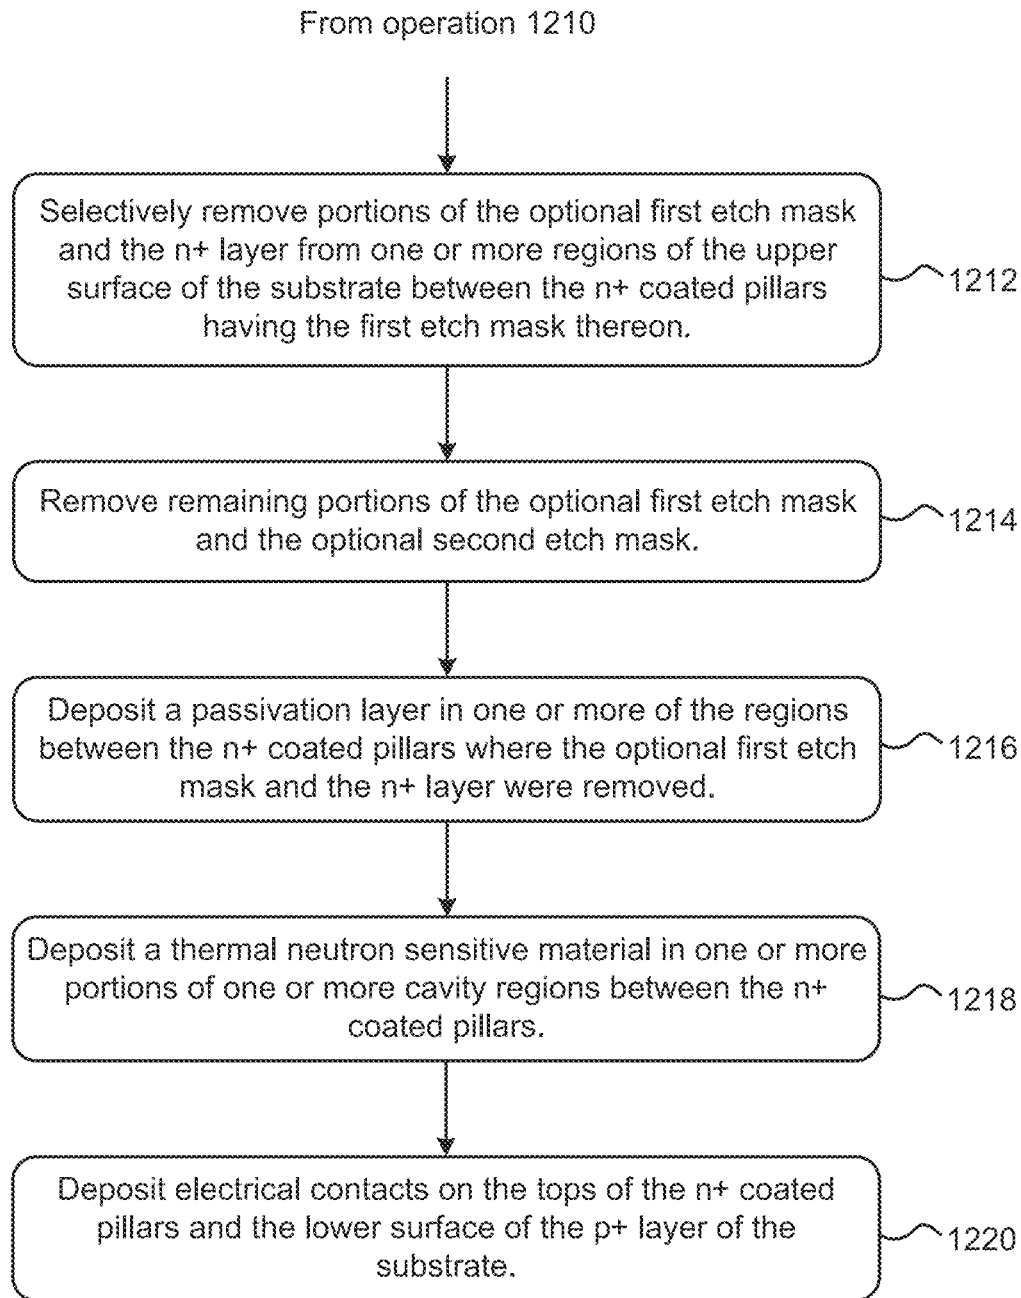 From operation 1210
Selectively remove portions of the optional first etch mask
and the n+ layer from one or more regions of the upper
surface of the substrate between the n+ coated pillars
having the first etch mask thereon.
1212
Remove remaining portions of the optional first etch mask
and the optional second etch mask.
1214
Deposit a passivation layer in one or more of the regions
between the n+ coated pillars where the optional first etch
mask and the n+ layer were removed.
1216
Deposit a thermal neutron sensitive material in one or more
portions of one or more cavity regions between the n+
coated pillars.
1218
Deposit electrical contacts on the tops of the n+ coated
pillars and the lower surface of the p+ layer of the
substrate.
1220